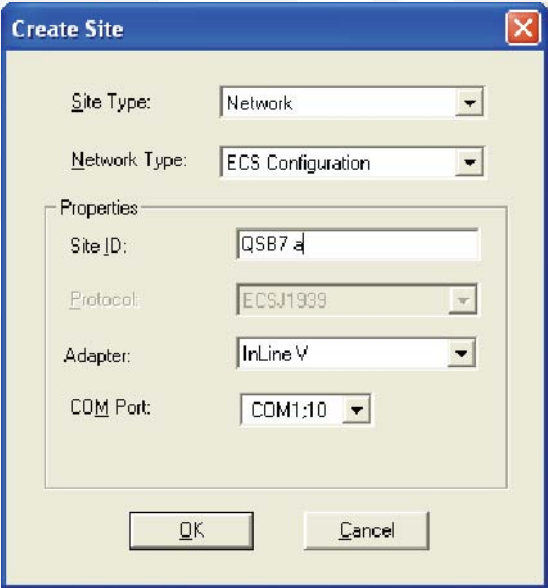 Create Site
Site Type: Network
Network Type: ECS Configuration
Properties
Site ID: QSB7 a
Protocol: ECSJ1939
Adapter: InLine V
COM Port: COM1;10
OK Cancel